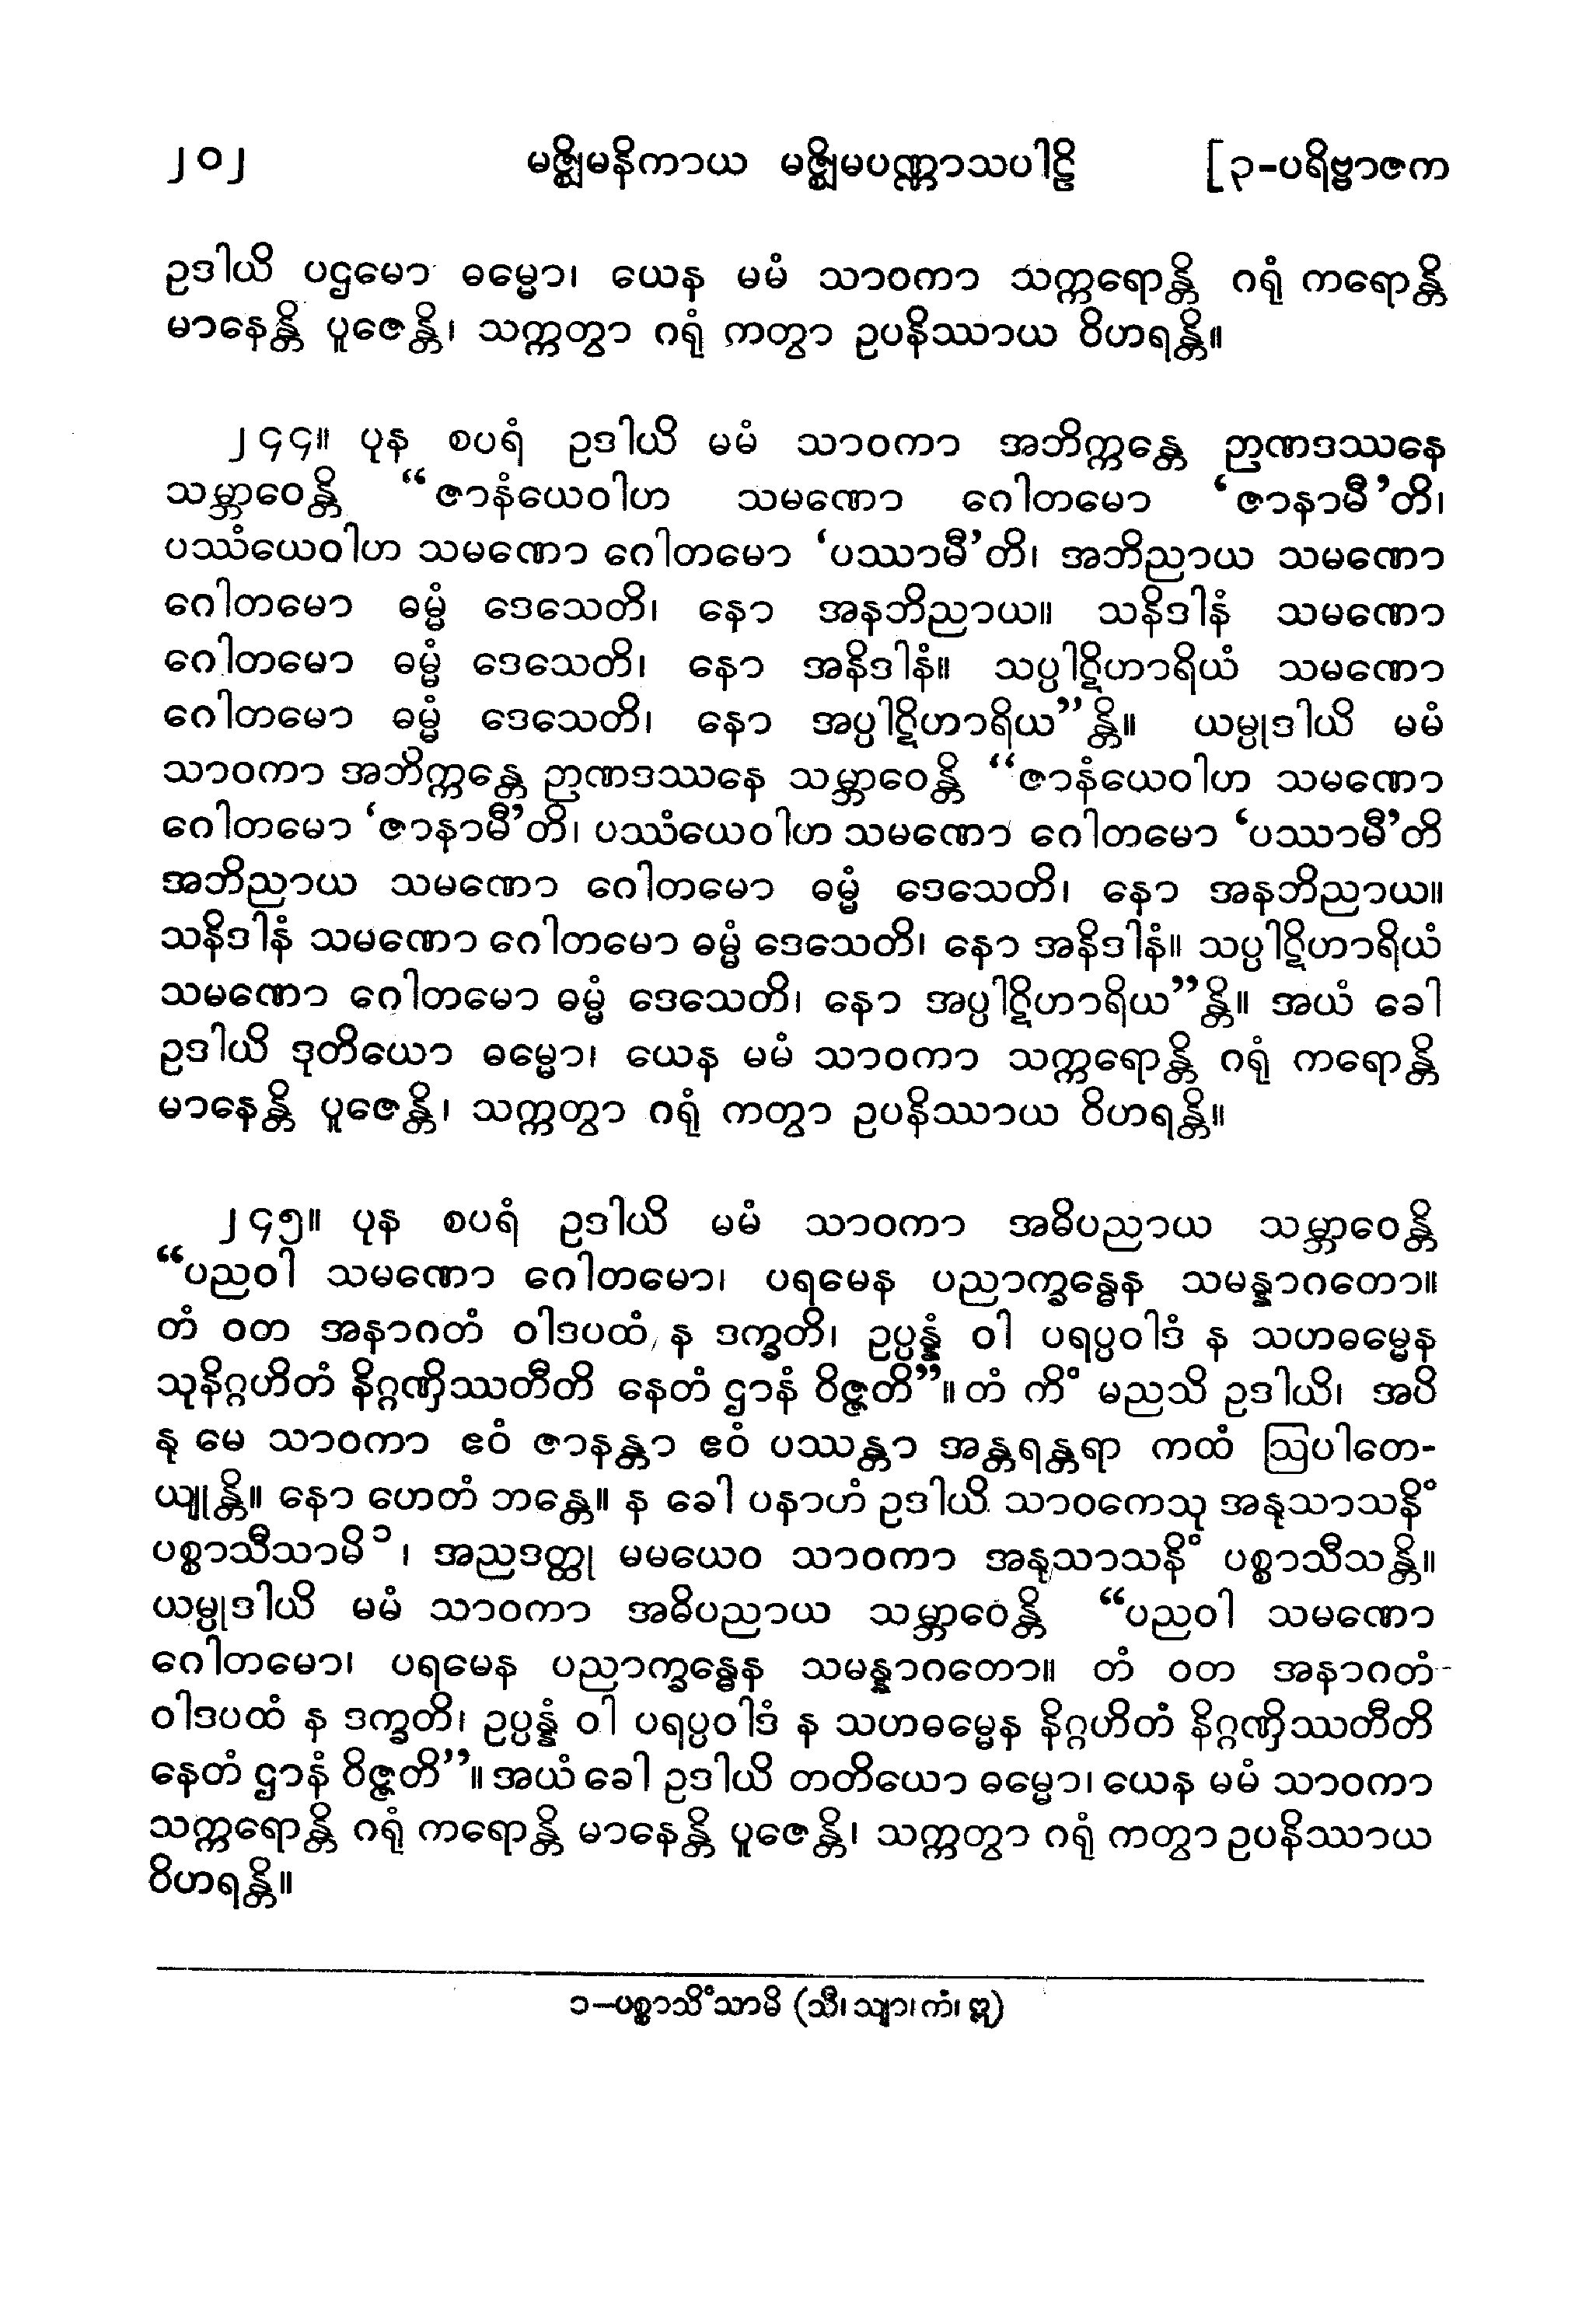 ၂၀၂ မဇ္ဈိမနိကာယ မဇ္ဈိမပဏ္ဏာသပါဠိ [၃-ပရိဗ္ဗာဇက
ဥဒါယိ ပဌမော ဓမ္မော၊ ယေန မမံ သာဝကာ သက္ကရောန္တိ ဂရုံ ကရောန္တိ
မာနေန္တိ ပူဇေန္တိ၊ သက္ကတွာ ဂရုံ ကတွာ ဥပနိဿာယ ဝိဟရန္တိ။
၂၄၄။ ပုန စပရံ ဥဒါယိ မမံ သာဝကာ အဘိက္ကန္တေ ဉာဏဒဿနေ
သမ္ဘာဝေန္တိ “ဇာနံယေဝါဟ သမဏော ဂေါတမော ‘ဇာနာမီ’တိ၊
ပဿံယေဝါဟ သမဏော ဂေါတမော ‘ပဿာမီ’တိ၊ အဘိညာယ သမဏော
ဂေါတမော ဓမ္မံ ဒေသေတိ၊ နော အနဘိညာယ။ သနိဒါနံ သမဏော
ဂေါတမော ဓမ္မံ ဒေသေတိ၊ နော အနိဒါနံ။ သပ္ပါဋိဟာရိယံ သမဏော
ဂေါတမော ဓမ္မံ ဒေသေတိ၊ နော အပ္ပါဋိဟာရိယ”န္တိ။ ယမ္ပုဒါယိ မမံ
သာဝကာ အဘိက္ကန္တေ ဉာဏဒဿနေ သမ္ဘာဝေန္တိ “ဇာနံယေဝါဟ သမဏော
ဂေါတမော ‘ဇာနာမီ’တိ၊ ပဿံယေဝါဟ သမဏော ဂေါတမော ‘ပဿာမီ’တိ
အဘိညာယ သမဏော ဂေါတမော ဓမ္မံ ဒေသေတိ၊ နော အနဘိညာယ။
သနိဒါနံ သမဏော ဂေါတမော ဓမ္မံ ဒေသေတိ၊ နော အနိဒါနံ။ သပ္ပါဋိဟာရိယံ
သမဏော ဂေါတမော ဓမ္မံ ဒေသေတိ၊ နော အပ္ပါဋိဟာရိယ”န္တိ။ အယံ ခေါ
ဥဒါယိ ဒုတိယော ဓမ္မော၊ ယေန မမံ သာဝကာ သက္ကရောန္တိ ဂရုံ ကရောန္တိ
မာနေန္တိ ပူဇေန္တိ၊ သက္ကတွာ ဂရုံ ကတွာ ဥပနိဿာယ ဝိဟရန္တိ။
၂၄၅။ ပုန စပရံ ဥဒါယိ မမံ သာဝကာ အဓိပညာယ သမ္ဘာဝေန္တိ
“ပညဝါ သမဏော ဂေါတမော၊ ပရမေန ပညာက္ခန္ဓေန သမန္နာဂတော။
တံ ဝတ အနာဂတံ ဝါဒပထံ န ဒက္ခတိ၊ ဥပ္ပန္နံ ဝါ ပရပ္ပဝါဒံ န သဟဓမ္မေန
သုနိဂ္ဂဟိတံ နိဂ္ဂဏှိဿတီတိ နေတံ ဌာနံ ဝိဇ္ဇတိ”။ တံ ကိံ မညသိ ဥဒါယိ၊ အပိ
နု မေ သာဝကာ ဧဝံ ဇာနန္တာ ဧဝံ ပဿန္တာ အန္တရန္တရာ ကထံ ဩပါတေ-
ယျုန္တိ။ နော ဟေတံ ဘန္တေ။ န ခေါ ပနာဟံ ဥဒါယိ သာဝကေသု အနုသာသနိံ
ပစ္စာသီသာမိ၁၊ အညဒတ္ထု မမယေဝ သာဝကာ အနုသာသနိံ ပစ္စာသီသန္တိ။
ယမ္ပုဒါယိ မမံ သာဝကာ အဓိပညာယ သမ္ဘာဝေန္တိ “ပညဝါ သမဏော
ဂေါတမော၊ ပရမေန ပညာက္ခန္ဓေန သမန္နာဂတော။ တံ ဝတ အနာဂတံ
ဝါဒပထံ န ဒက္ခတိ၊ ဥပ္ပန္နံ ဝါ ပရပ္ပဝါဒံ န သဟဓမ္မေန နိဂ္ဂဟိတံ နိဂ္ဂဏှိဿတီတိ
နေတံ ဌာနံ ဝိဇ္ဇတိ”။ အယံ ခေါ ဥဒါယိ တတိယော ဓမ္မော၊ ယေန မမံ သာဝကာ
သက္ကရောန္တိ ဂရုံ ကရောန္တိ မာနေန္တိ ပူဇေန္တိ၊ သက္ကတွာ ဂရုံ ကတွာ ဥပနိဿာယ
ဝိဟရန္တိ။
၁—ပစ္စာသိံသာမိ (သီ၊ သျာ၊ ကံ၊ ဣ)